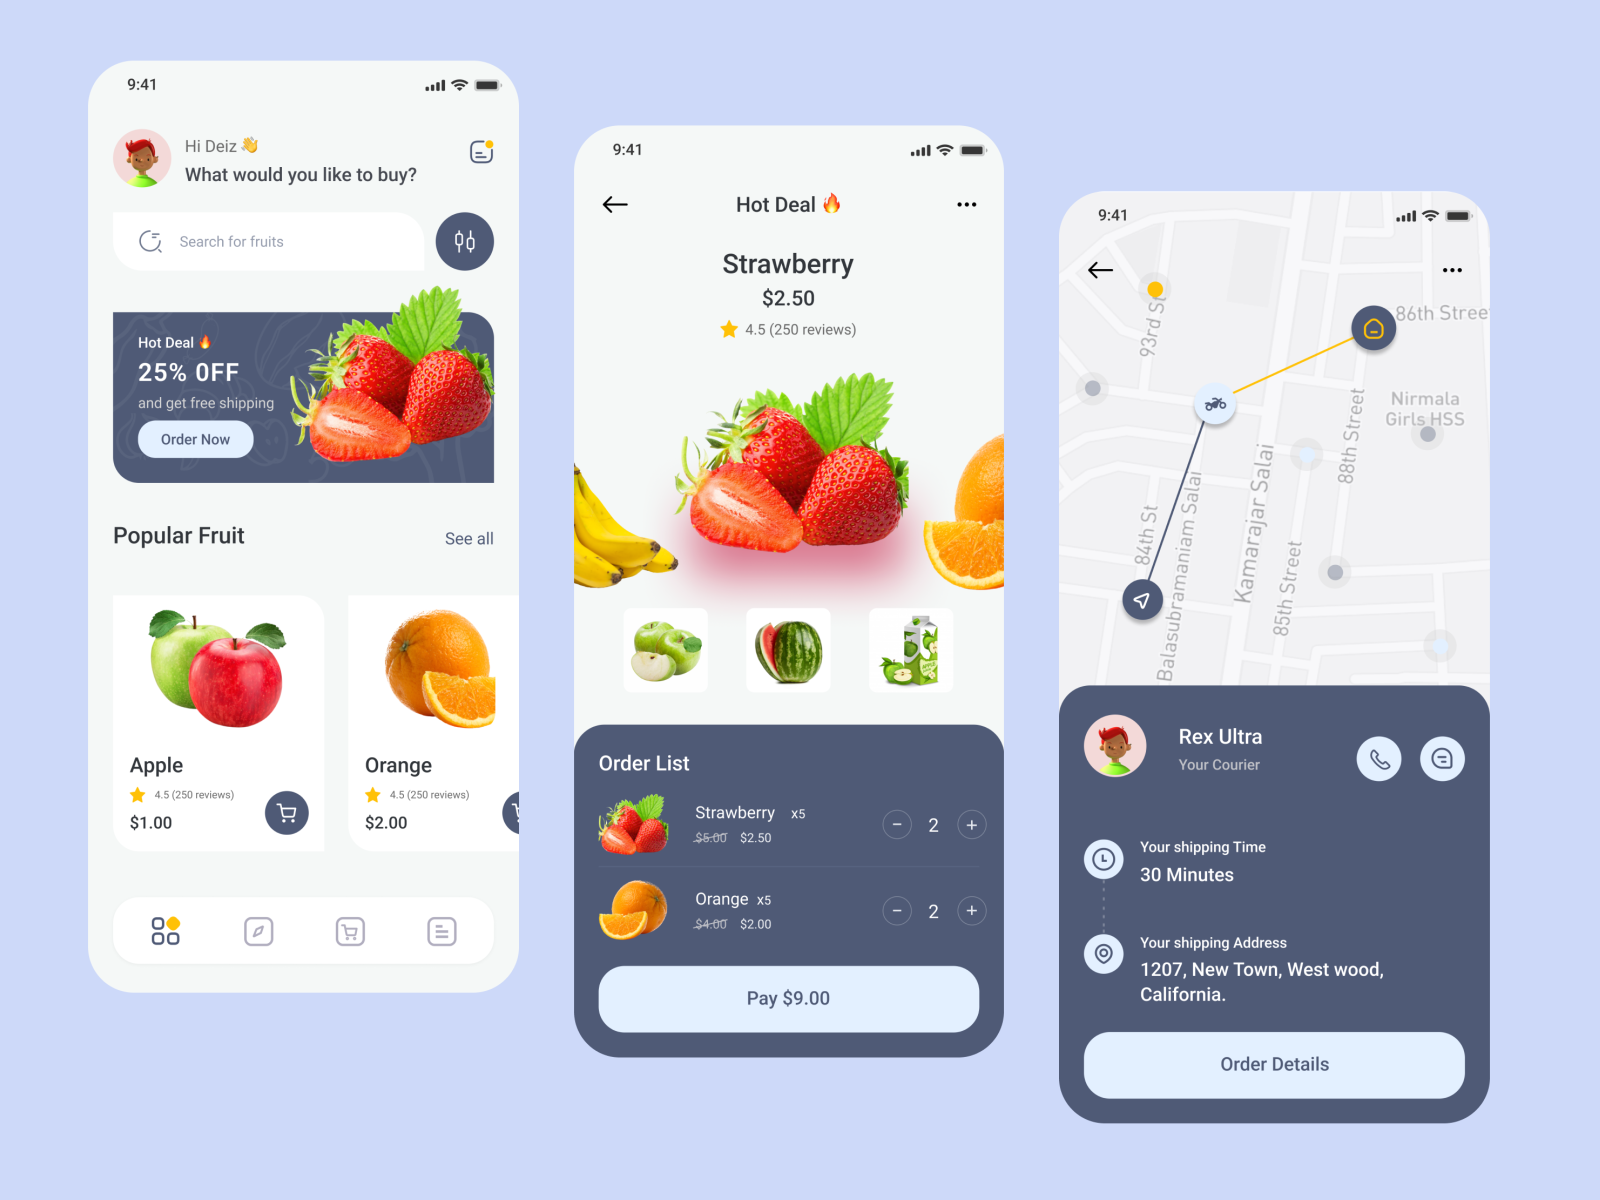 9:41
Hi Deiz 👋
What would you like to buy?
Search for fruits
Hot Deal 🔥
25% OFF
and get free shipping
Order Now
Popular Fruit
See all
Apple
4.5 (250 reviews)
$1.00
Orange
4.5 (250 reviews)
$2.00
9:41
Hot Deal 🔥
Strawberry
$2.50
4.5 (250 reviews)
Order List
Strawberry x5
$5.00 $2.50
2
Orange x5
$4.00 $2.00
2
Pay $9.00
9:41
93rd St
86th Street
Nirmala
Girls HSS
88th Street
Kamarajar Salai
84th St
Balasubramaniam Salai
85th Street
Rex Ultra
Your Courier
Your shipping Time
30 Minutes
Your shipping Address
1207, New Town, West wood,
California.
Order Details